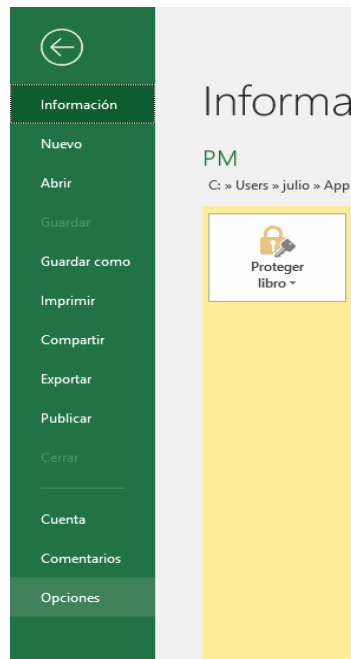 Información
Nuevo
Abrir
Guardar
Guardar como
Imprimir
Compartir
Exportar
Publicar
Cerrar
Cuenta
Comentarios
Opciones
Informa
PM
C: » Users » julio » App
Proteger
libro